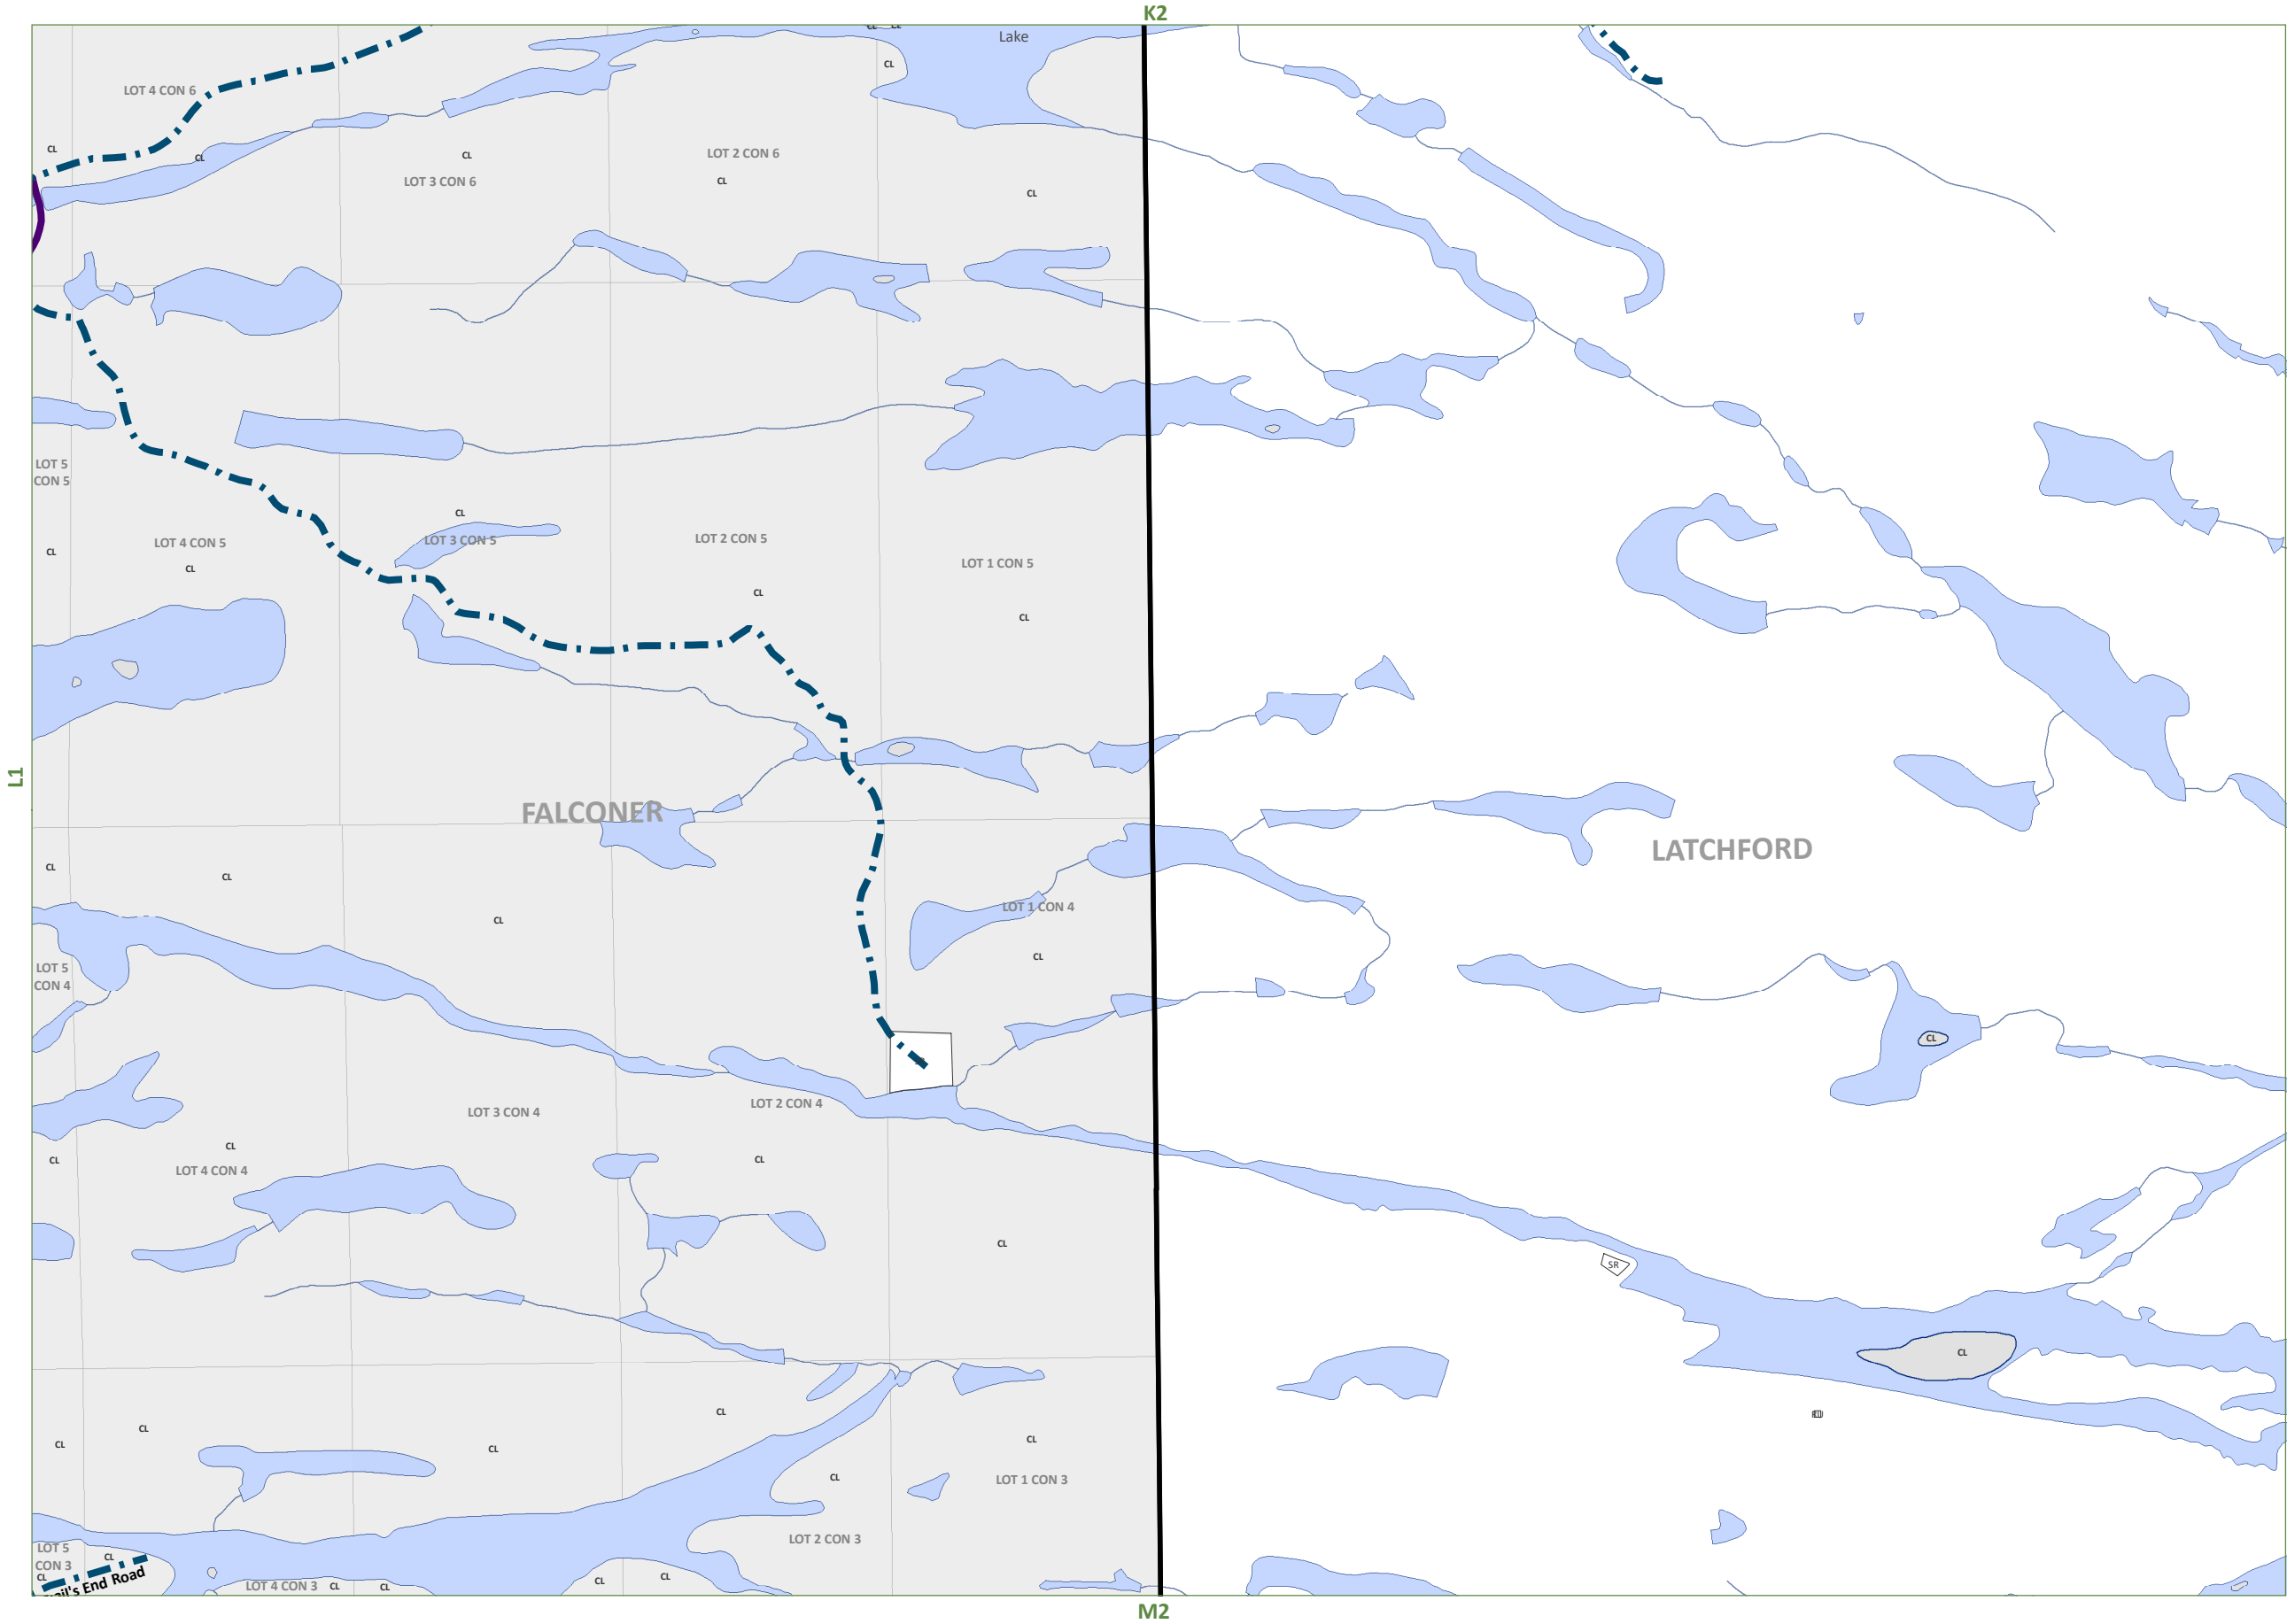 K2
CL CL
Lake
CL
LOT 4 CON 6
CL
CL
CL
LOT 2 CON 6
LOT 3 CON 6
CL
CL
LOT 5
CON 5
CL
LOT 4 CON 5
LOT 3 CON 5
LOT 2 CON 5
CL
CL
LOT 1 CON 5
CL
CL
L1
FALCONER
LATCHFORD
CL
CL
CL
LOT 1 CON 4
CL
LOT 5
CON 4
CL
LOT 3 CON 4
LOT 2 CON 4
CL
CL
CL
LOT 4 CON 4
CL
SR
CL
CL
CL
CL
CL
CL
CL
LOT 1 CON 3
LOT 2 CON 3
LOT 5
CON 3
CL
CL
ail's End Road
LOT 4 CON 3
CL
CL
CL
CL
M2